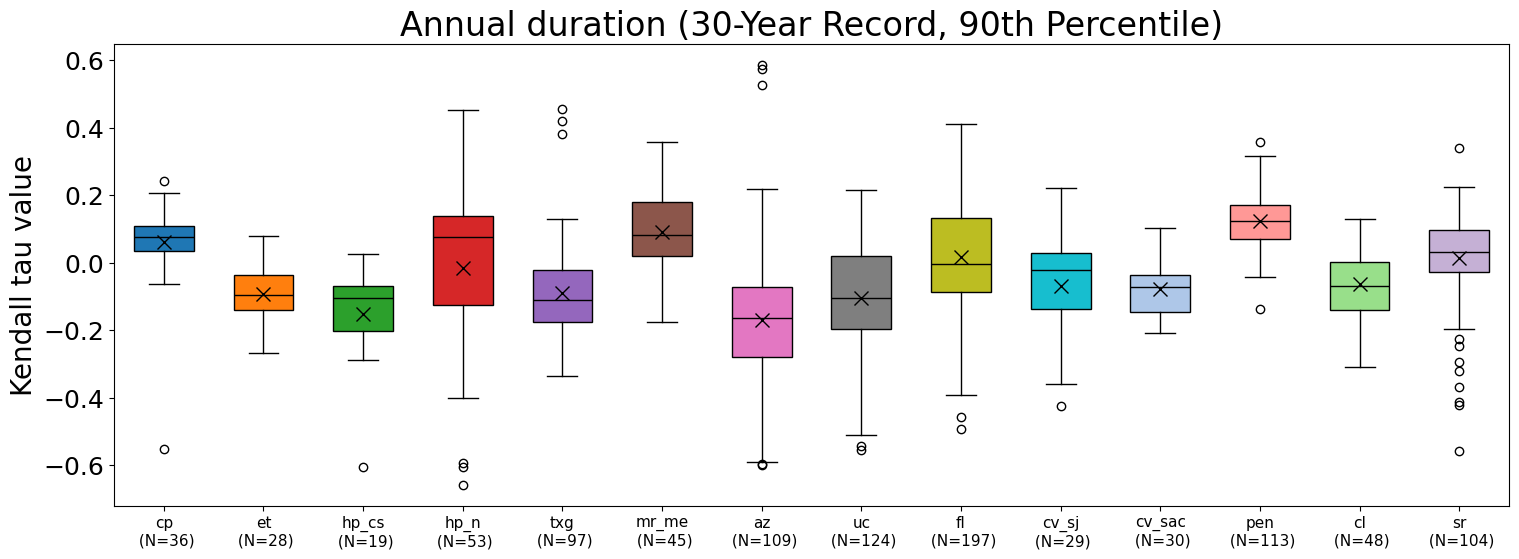 Annual duration (30-Year Record, 90th Percentile)
Kendall tau value
0.6
0.4
0.2
0.0
−0.2
−0.4
−0.6
cp et hp_cs hp_n txg mr_me az uc fl cv_sj cv_sac pen cl sr
(N=36) (N=28) (N=19) (N=53) (N=97) (N=45) (N=109) (N=124) (N=197) (N=29) (N=30) (N=113) (N=48) (N=104)